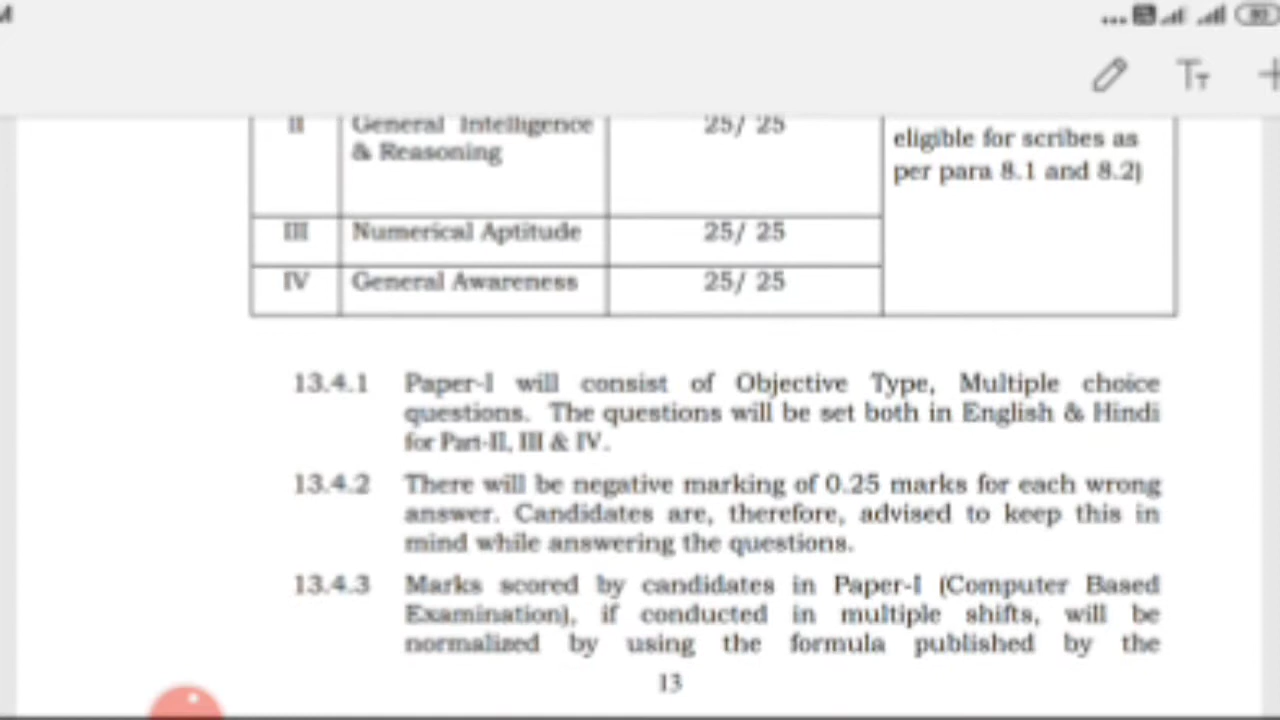 M
II General Intelligence 25/ 25 eligible for scribes as
& Reasoning per para 8.1 and 8.2)
III Numerical Aptitude 25/ 25
IV General Awareness 25/ 25
13.4.1 Paper-I will consist of Objective Type, Multiple choice
questions. The questions will be set both in English & Hindi
for Part-II, III & IV.
13.4.2 There will be negative marking of 0.25 marks for each wrong
answer. Candidates are, therefore, advised to keep this in
mind while answering the questions.
13.4.3 Marks scored by candidates in Paper-I (Computer Based
Examination), if conducted in multiple shifts, will be
normalized by using the formula published by the
13